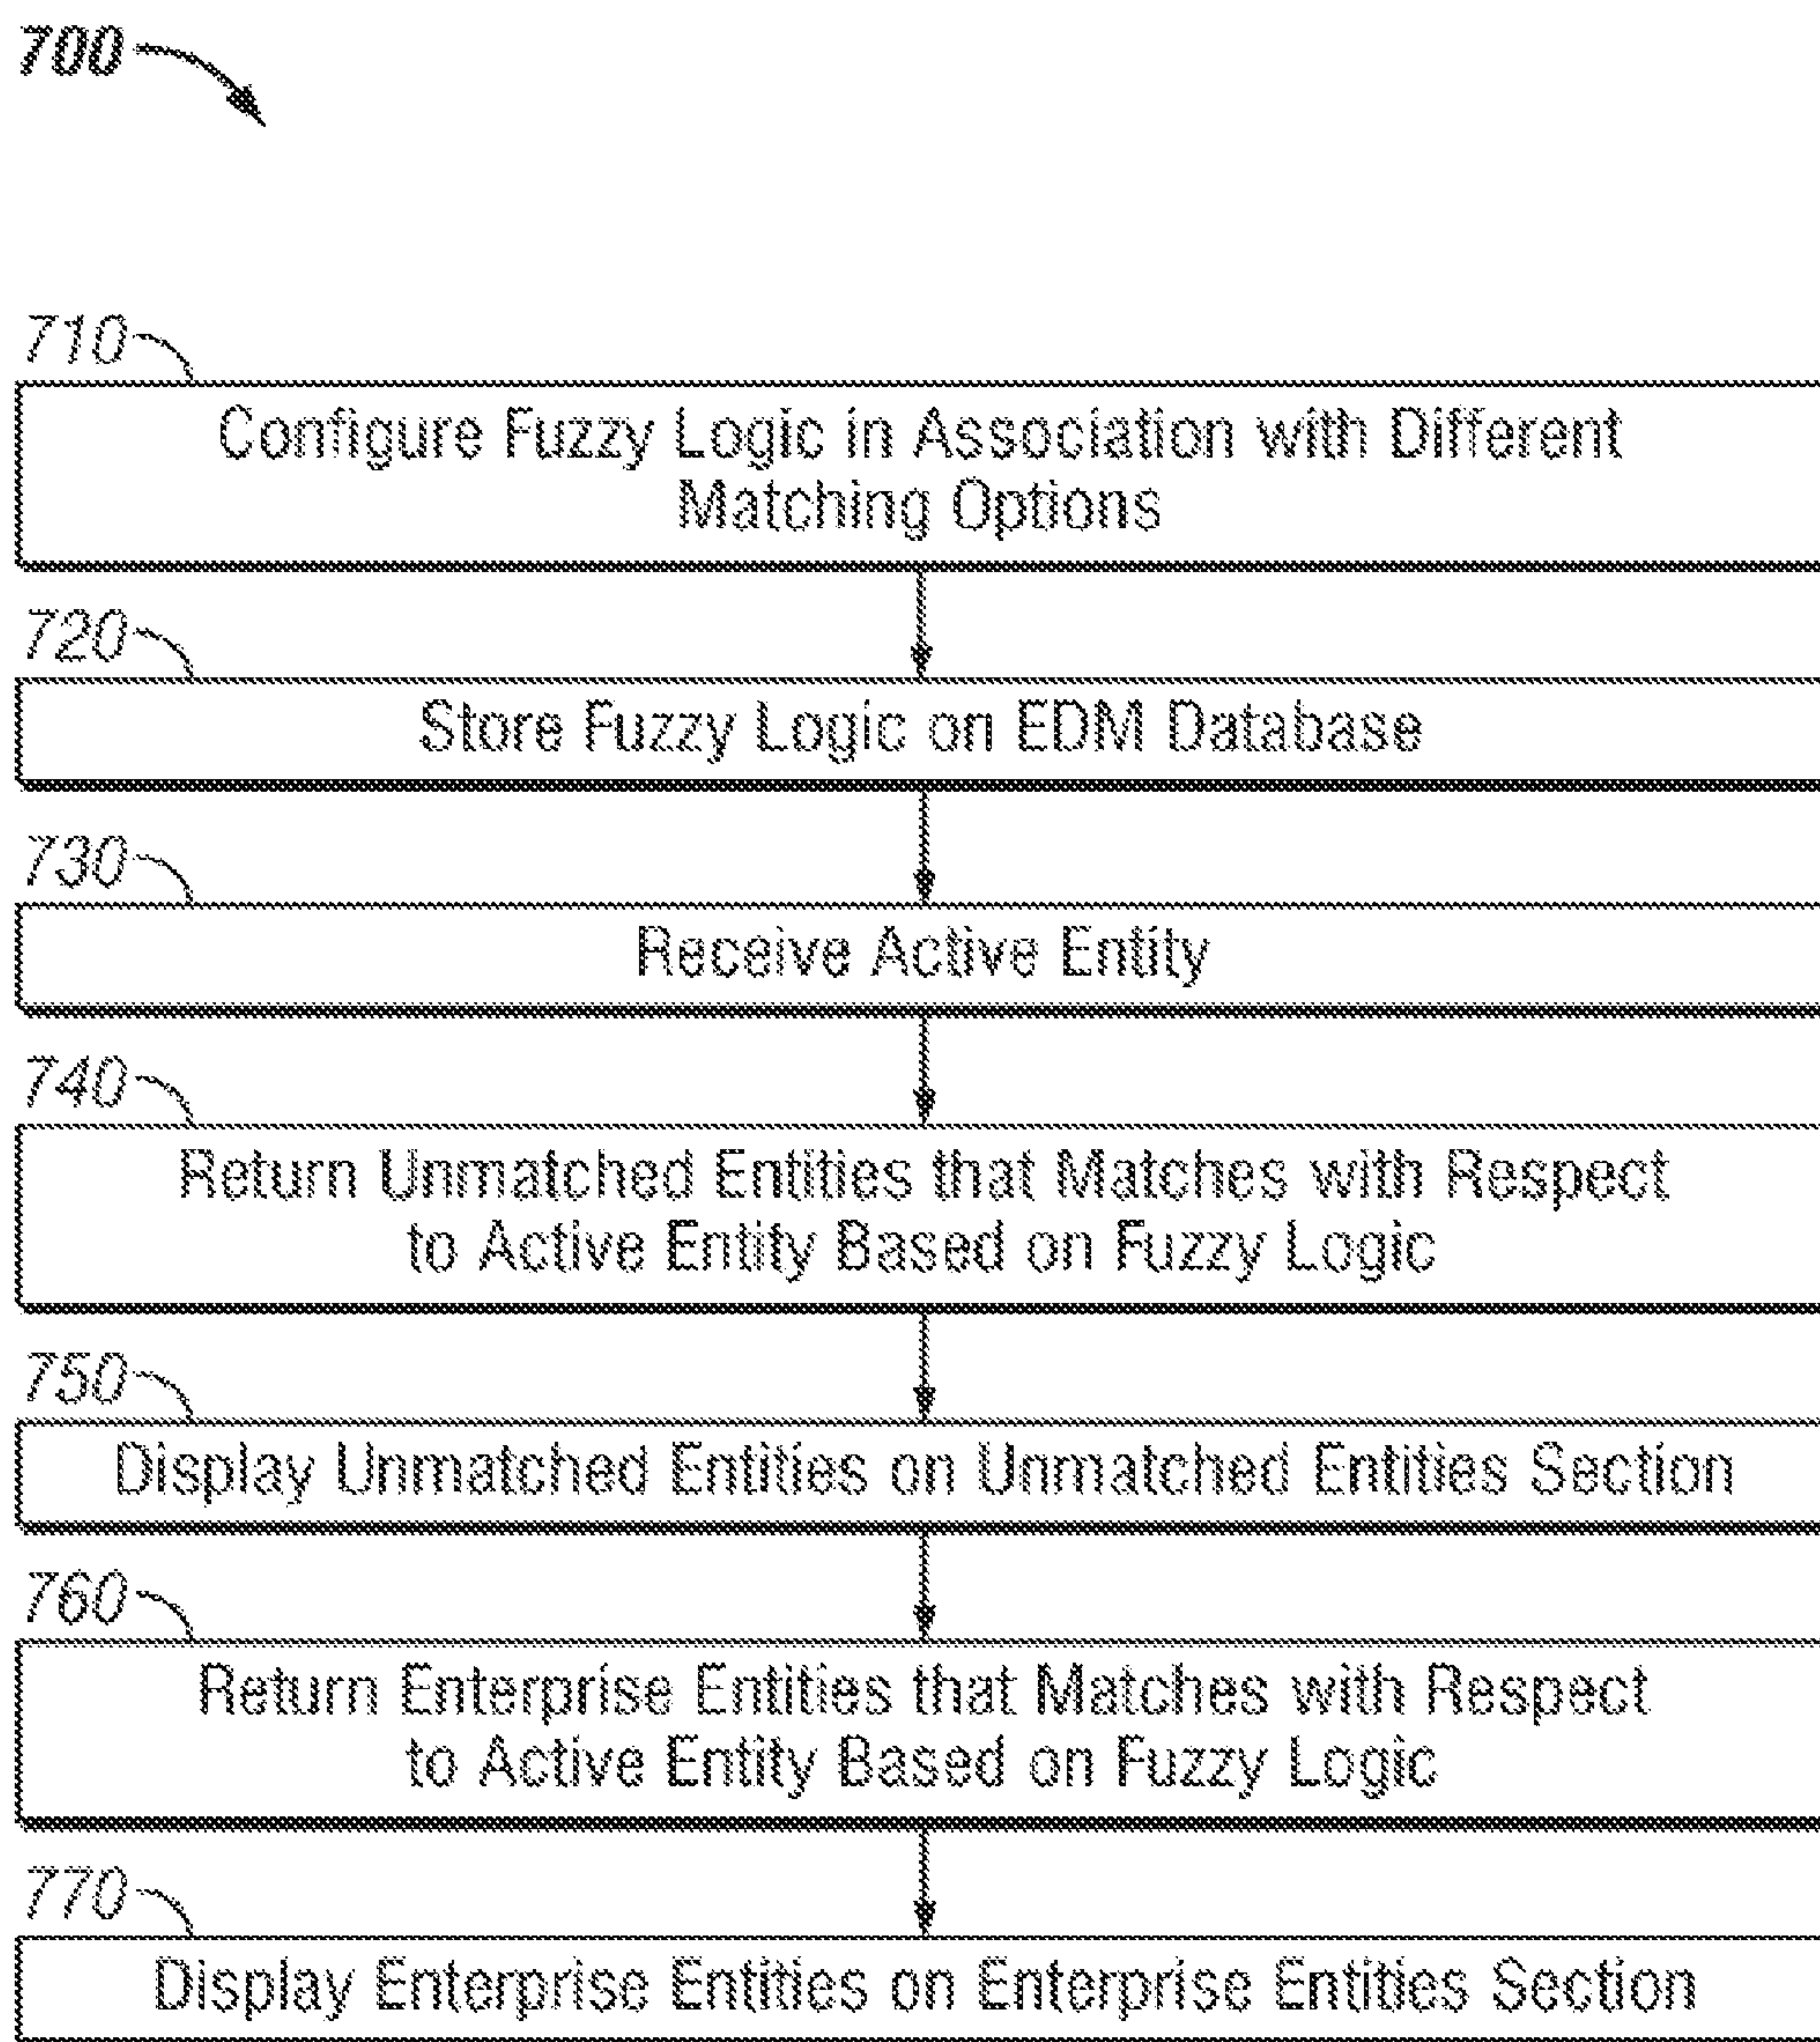 700
710
Configure Fuzzy Logic in Association with Different
Matching Options
720
Store Fuzzy Logic on EDM Database
730
Receive Active Entity
740
Return Unmatched Entities that Matches with Respect
to Active Entity Based on Fuzzy Logic
750
Display Unmatched Entities on Unmatched Entities Section
760
Return Enterprise Entities that Matches with Respect
to Active Entity Based on Fuzzy Logic
770
Display Enterprise Entities on Enterprise Entities Section